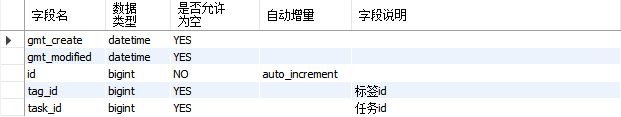 字段名 数据类型 是否允许为空 自动增量 字段说明
gmt_create datetime YES
gmt_modified datetime YES
id bigint NO auto_increment
tag_id bigint YES 标签id
task_id bigint YES 任务id